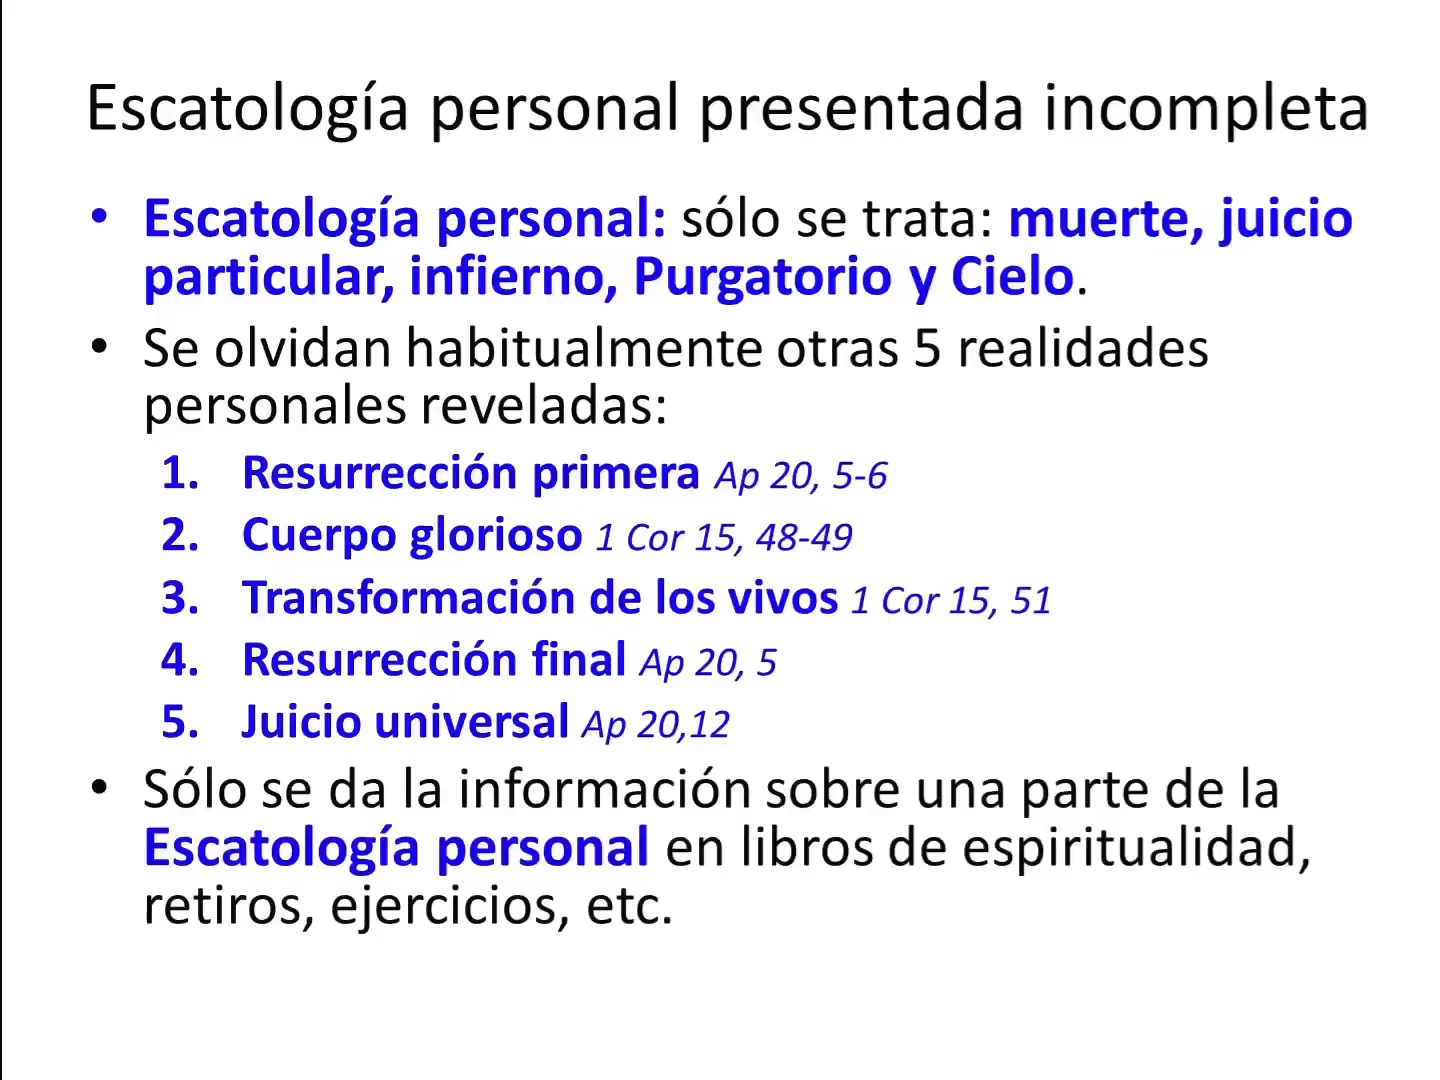 Escatología personal presentada incompleta
• Escatología personal: sólo se trata: muerte, juicio
particular, infierno, Purgatorio y Cielo.
• Se olvidan habitualmente otras 5 realidades
personales reveladas:
1. Resurrección primera Ap 20, 5-6
2. Cuerpo glorioso 1 Cor 15, 48-49
3. Transformación de los vivos 1 Cor 15, 51
4. Resurrección final Ap 20, 5
5. Juicio universal Ap 20,12
• Sólo se da la información sobre una parte de la
Escatología personal en libros de espiritualidad,
retiros, ejercicios, etc.